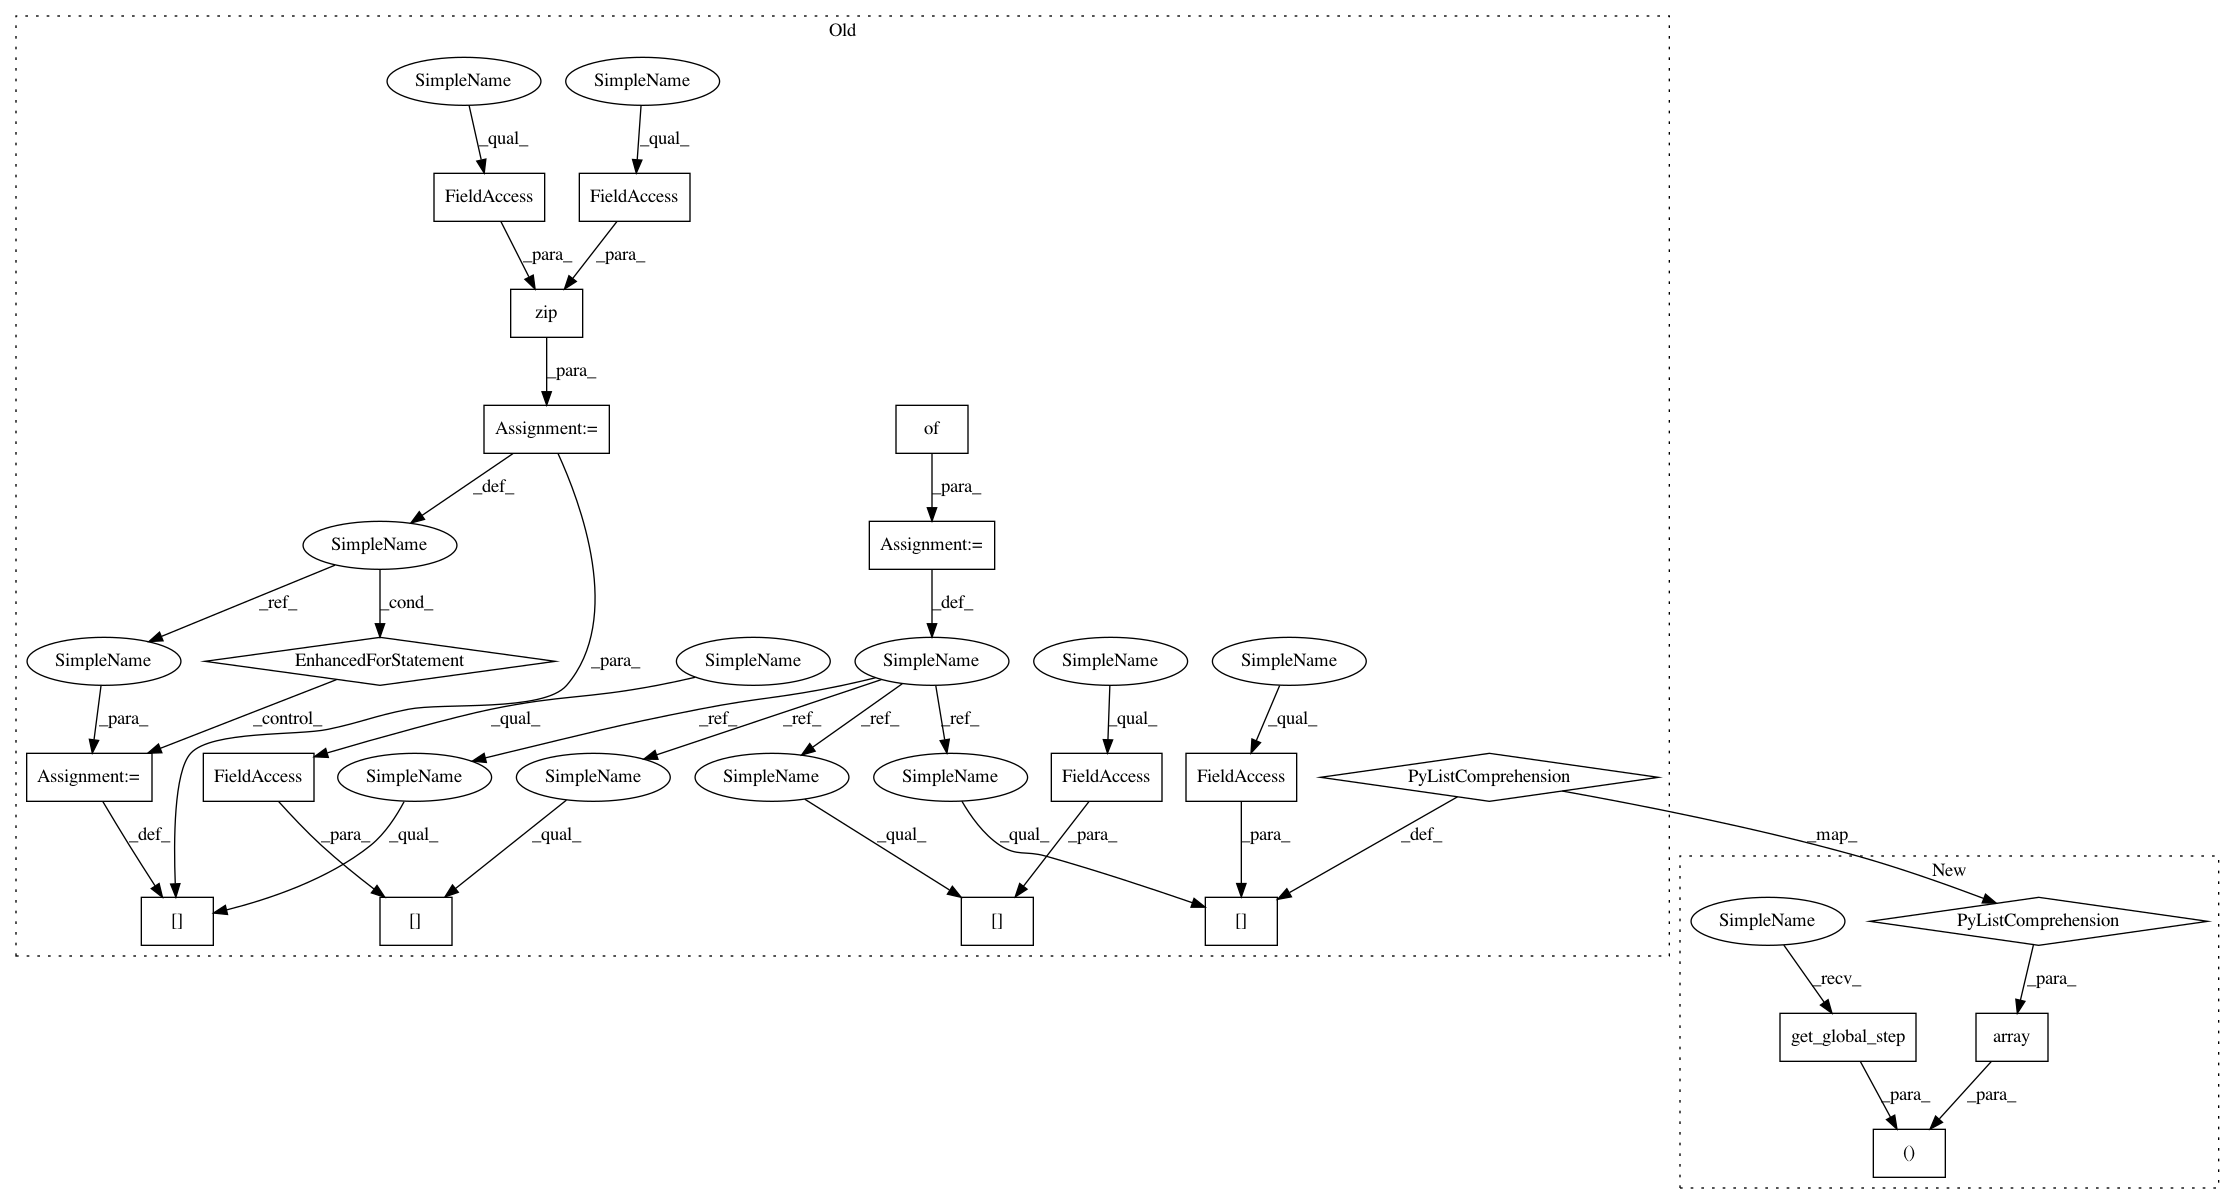 Old
SimpleName
SimpleName
_qual_
_qual_
FieldAccess
FieldAccess
_para_
_para_
zip
_para_
Assignment:=
of
_def_
_para_
SimpleName
Assignment:=
_ref_
_cond_
_para_
_def_
SimpleName
EnhancedForStatement
SimpleName
SimpleName
SimpleName
SimpleName
_para_
_control_
_qual_
_ref_
_ref_
_ref_
_ref_
_qual_
_qual_
Assignment:=
FieldAccess
SimpleName
SimpleName
SimpleName
SimpleName
FieldAccess
FieldAccess
PyListComprehension
_def_
_para_
_qual_
_qual_
_qual_
_qual_
_para_
_para_
_def_
_map_
New
[]
[]
[]
[]
SimpleName
PyListComprehension
_recv_
_para_
get_global_step
array
_para_
_para_
()